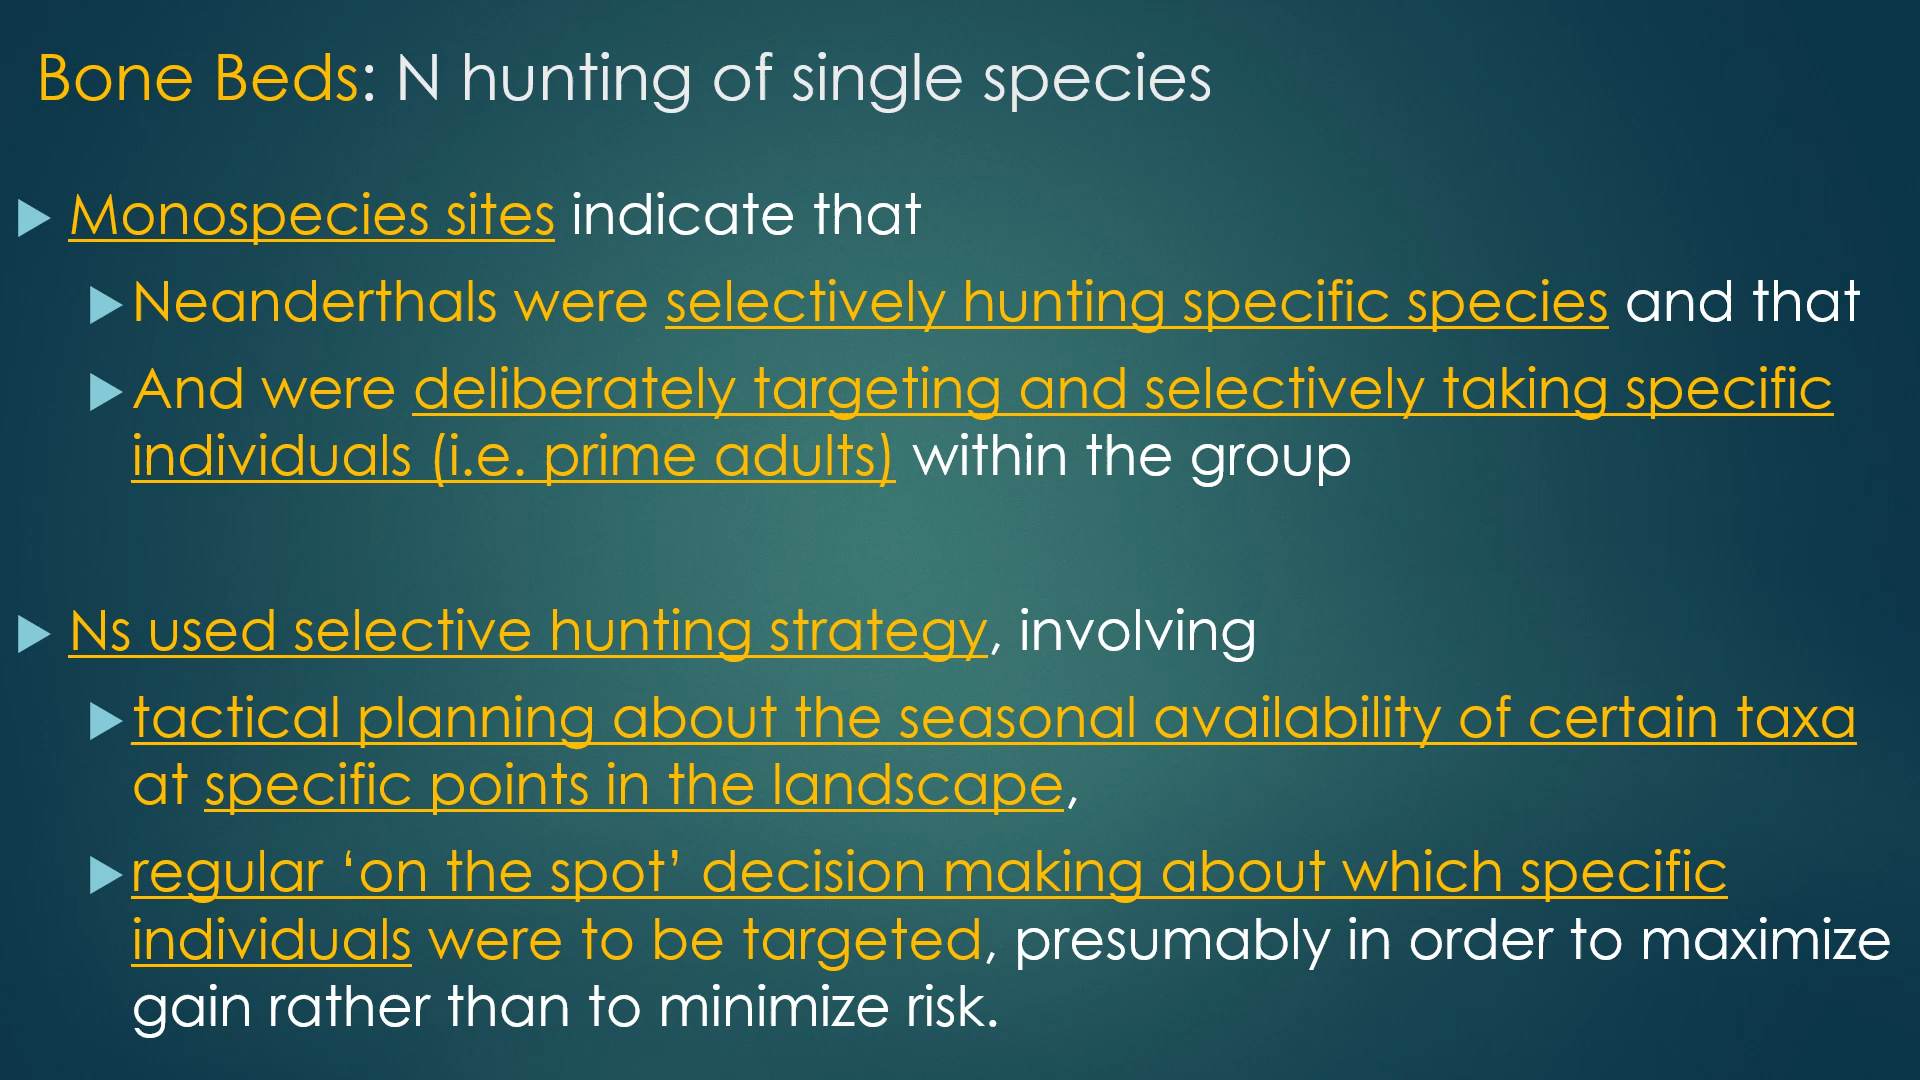 Bone Beds: N hunting of single species
Monospecies sites indicate that
Neanderthals were selectively hunting specific species and that
And were deliberately targeting and selectively taking specific
individuals (i.e. prime adults) within the group
Ns used selective hunting strategy, involving
tactical planning about the seasonal availability of certain taxa
at specific points in the landscape,
regular ‘on the spot’ decision making about which specific
individuals were to be targeted, presumably in order to maximize
gain rather than to minimize risk.